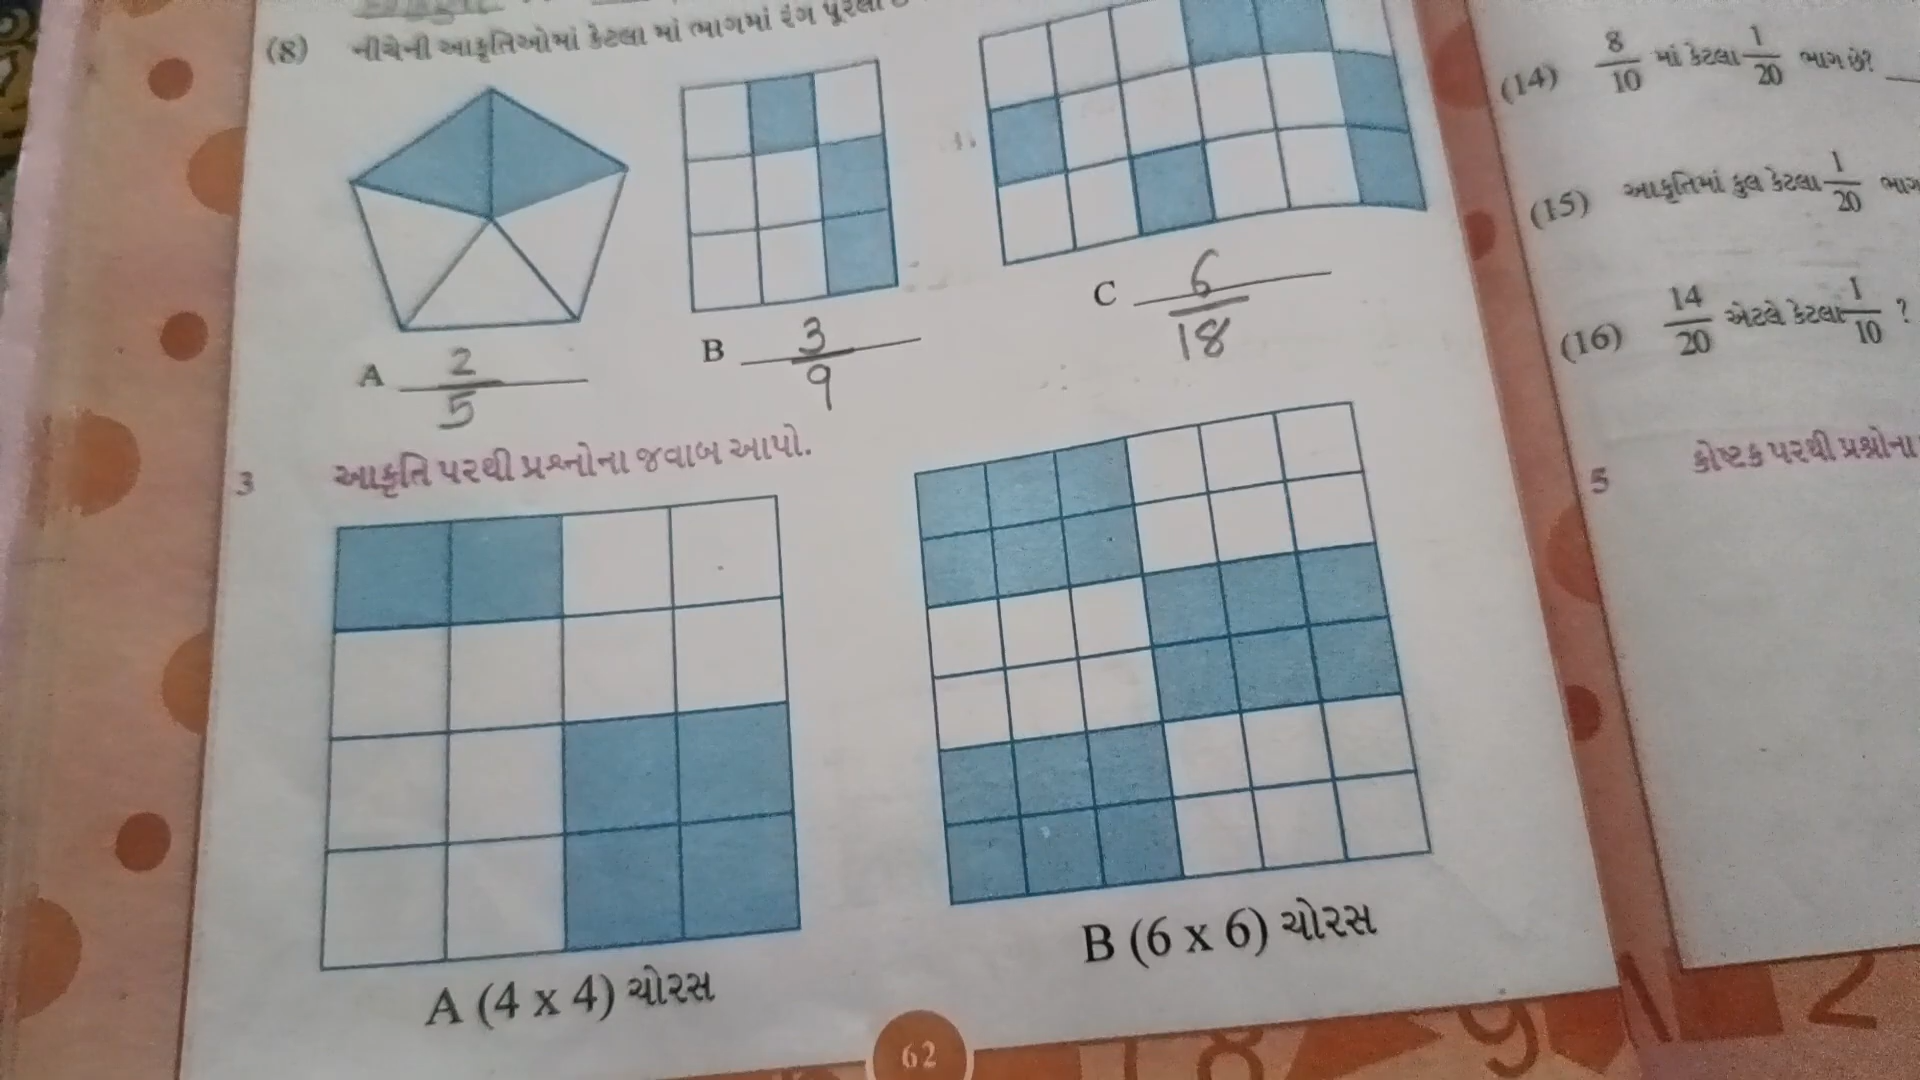 (8) નીચેની આકૃતિઓમાં કેટલા માં ભાગમાં રંગ પૂરેલો
A 2/5
B 3/9
C 6/18
3 આકૃતિ પરથી પ્રશ્નોના જવાબ આપો.
A (4 x 4) ચોરસ
B (6 x 6) ચોરસ
62
(14) 8/10 માં કેટલા 1/20 ભાગ છે?
(15) આકૃતિમાં કુલ કેટલા 1/20 ભાગ
(16) 14/20 એટલે કેટલા 1/10 ?
5 કોષ્ટક પરથી પ્રશ્નોના